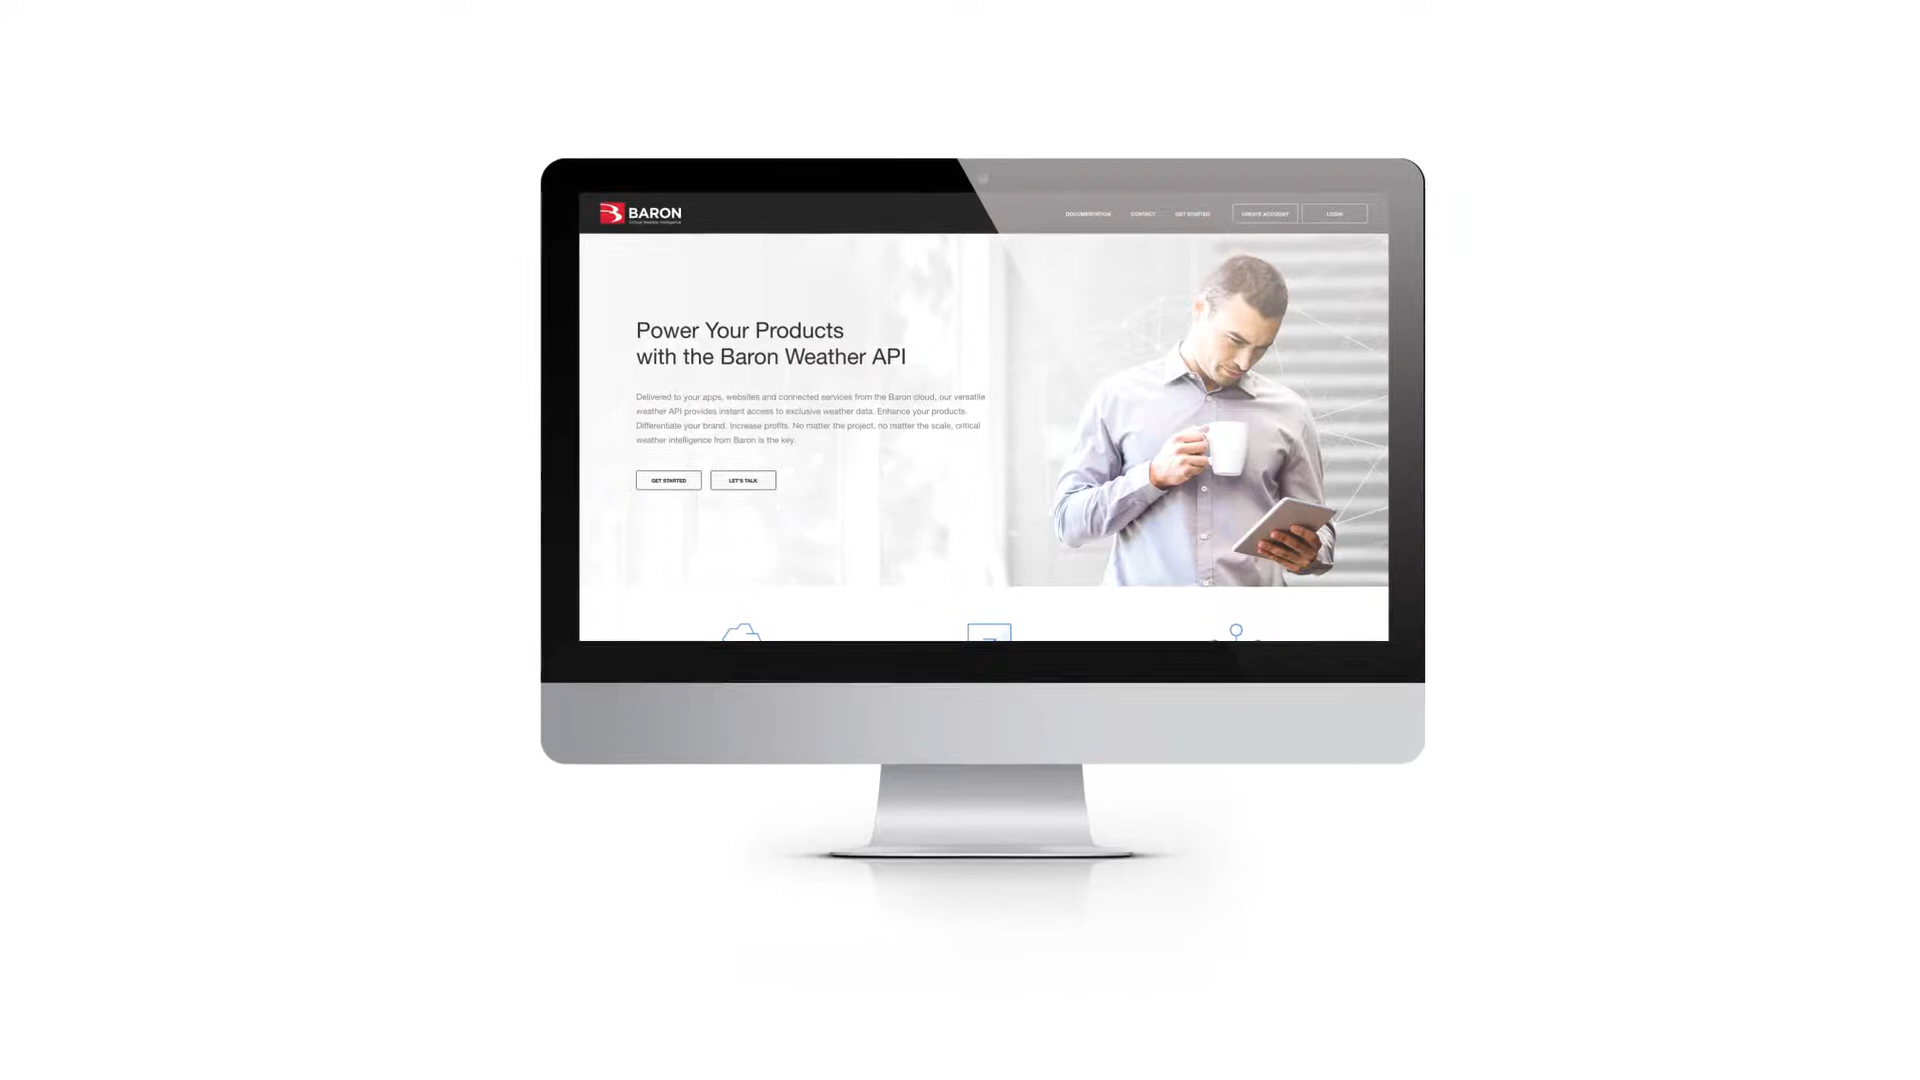 BARON
Critical Weather Intelligence
DOCUMENTATION
CONTACT
GET STARTED
CREATE ACCOUNT
LOGIN
Power Your Products
with the Baron Weather API
Delivered to your apps, websites and connected services from the Baron cloud, our versatile
weather API provides instant access to exclusive weather data. Enhance your products.
Differentiate your brand. Increase profits. No matter the project, no matter the scale, critical
weather intelligence from Baron is the key.
GET STARTED
LET'S TALK